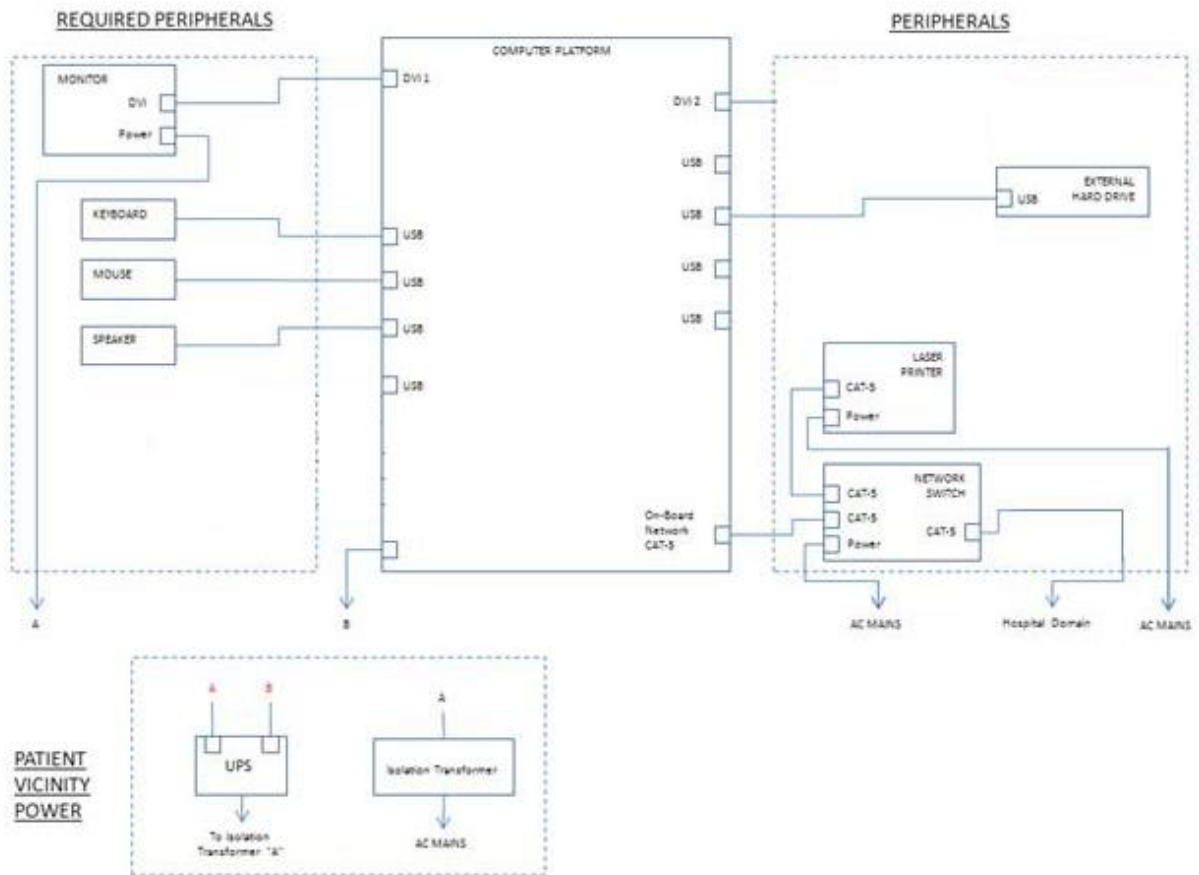 REQUIRED PERIPHERALS
PERIPHERALS
COMPUTER PLATFORM
MONITOR
DVI
Power
DVI 1
DVI 2
USB
USB
EXTERNAL
HARD DRIVE
USB
KEYBOARD
USB
MOUSE
USB
USB
SPEAKER
USB
USB
USB
LASER
PRINTER
CAT-5
Power
NETWORK
SWITCH
CAT-5
CAT-5
CAT-5
Power
On-Board
Network
CAT-5
A
B
AC MAINS
Hospital Domain
AC MAINS
PATIENT
VICINITY
POWER
A
B
UPS
To Isolation
Transformer "A"
A
Isolation Transformer
AC MAINS